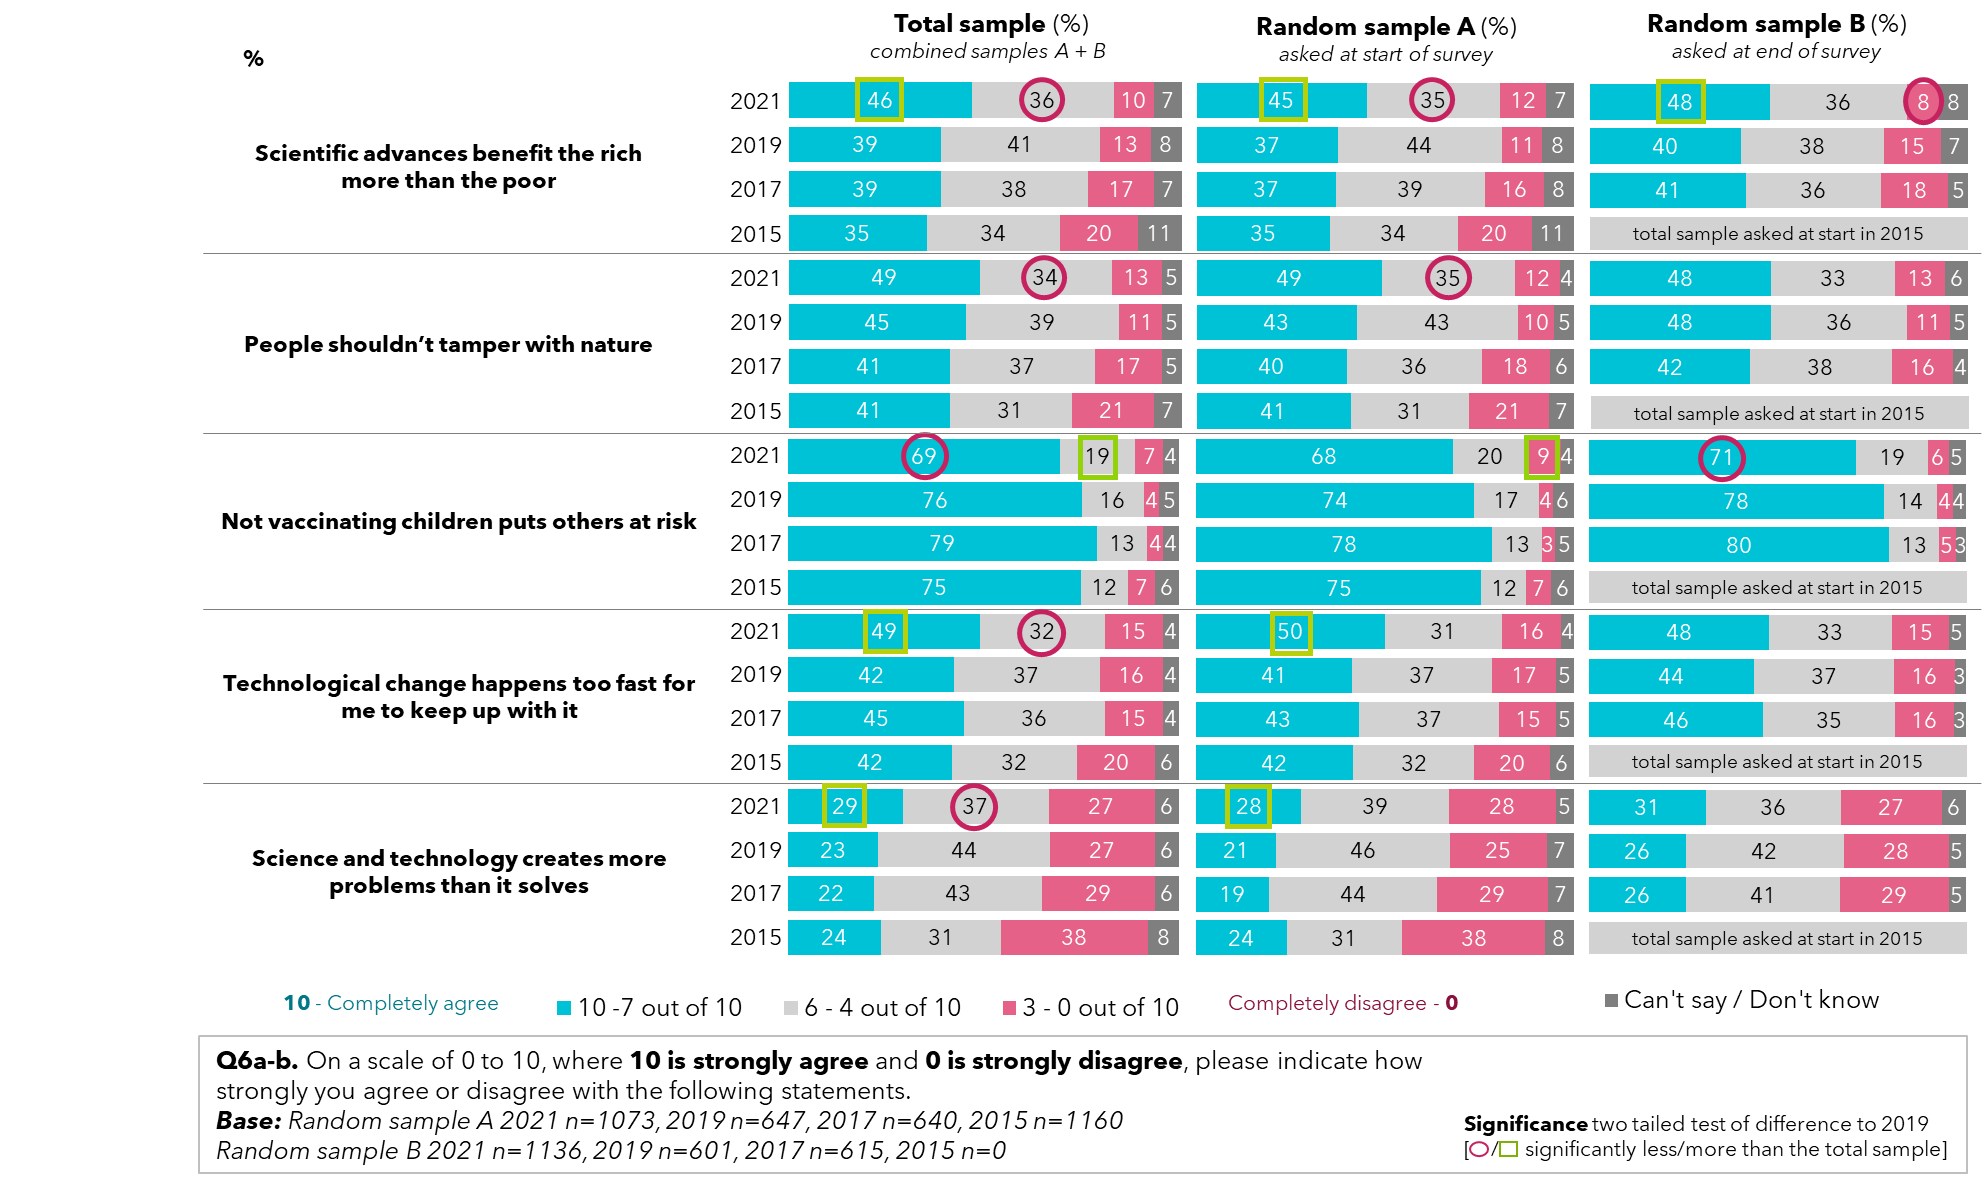 Total sample (%)
combined samples A + B
Random sample A (%)
asked at start of survey
Random sample B (%)
asked at end of survey
%
Scientific advances benefit the rich
more than the poor
2021 46 36 10 7 45 35 12 7 48 36 8 8
2019 39 41 13 8 37 44 11 8 40 38 15 7
2017 39 38 17 7 37 39 16 8 41 36 18 5
2015 35 34 20 11 35 34 20 11 total sample asked at start in 2015
People shouldn’t tamper with nature
2021 49 34 13 5 49 35 12 4 48 33 13 6
2019 45 39 11 5 43 43 10 5 48 36 11 5
2017 41 37 17 5 40 36 18 6 42 38 16 4
2015 41 31 21 7 41 31 21 7 total sample asked at start in 2015
Not vaccinating children puts others at risk
2021 69 19 7 4 68 20 9 4 71 19 6 5
2019 76 16 4 5 74 17 4 6 78 14 4 4
2017 79 13 4 4 78 13 3 5 80 13 5 3
2015 75 12 7 6 75 12 7 6 total sample asked at start in 2015
Technological change happens too fast for
me to keep up with it
2021 49 32 15 4 50 31 16 4 48 33 15 5
2019 42 37 16 4 41 37 17 5 44 37 16 3
2017 45 36 15 4 43 37 15 5 46 35 16 3
2015 42 32 20 6 42 32 20 6 total sample asked at start in 2015
Science and technology creates more
problems than it solves
2021 29 37 27 6 28 39 28 5 31 36 27 6
2019 23 44 27 6 21 46 25 7 26 42 28 5
2017 22 43 29 6 19 44 29 7 26 41 29 5
2015 24 31 38 8 24 31 38 8 total sample asked at start in 2015
10 - Completely agree 10 -7 out of 10 6 - 4 out of 10 3 - 0 out of 10 Completely disagree - 0 Can't say / Don't know
Q6a-b. On a scale of 0 to 10, where 10 is strongly agree and 0 is strongly disagree, please indicate how
strongly you agree or disagree with the following statements.
Base: Random sample A 2021 n=1073, 2019 n=647, 2017 n=640, 2015 n=1160
Random sample B 2021 n=1136, 2019 n=601, 2017 n=615, 2015 n=0
Significance two tailed test of difference to 2019
[○/□ significantly less/more than the total sample]